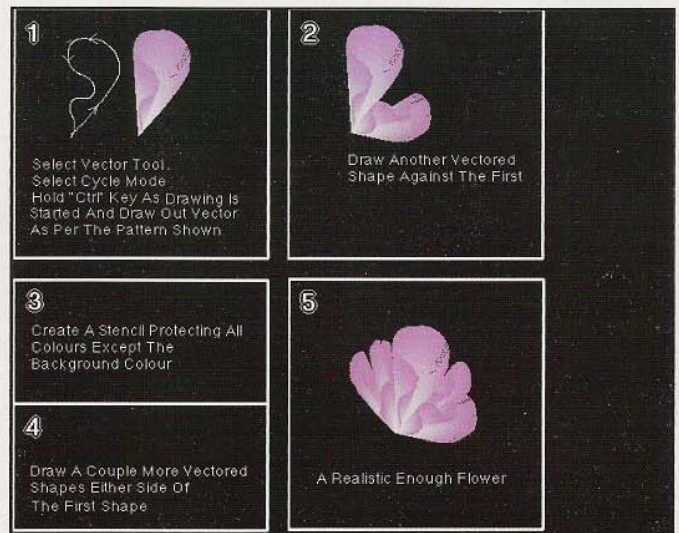 1
Select Vector Tool.
Select Cycle Mode
Hold "Ctrl" Key As Drawing Is
Started And Draw Out Vector
As Per The Pattern Shown
2
Draw Another Vectored
Shape Against The First
3
Create A Stencil Protecting All
Colours Except The
Background Colour
4
Draw A Couple More Vectored
Shapes Either Side Of
The First Shape
5
A Realistic Enough Flower